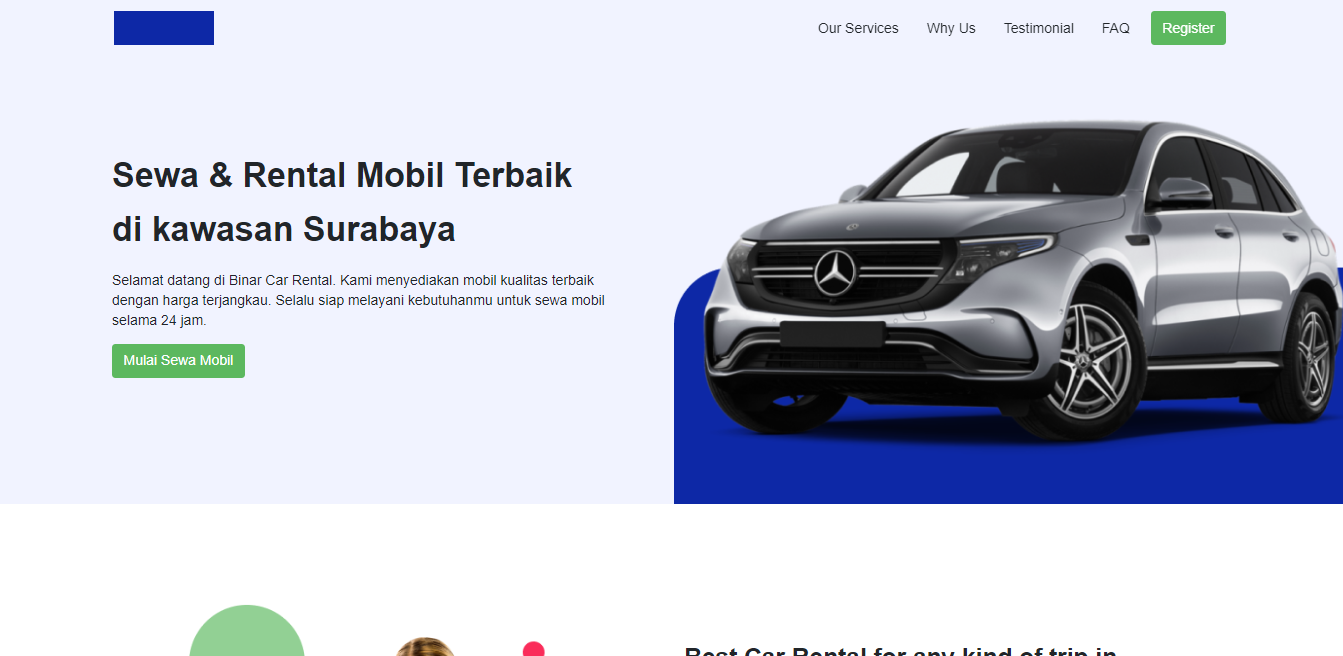 Our Services
Why Us
Testimonial
FAQ
Register
Sewa & Rental Mobil Terbaik
di kawasan Surabaya
Selamat datang di Binar Car Rental. Kami menyediakan mobil kualitas terbaik
dengan harga terjangkau. Selalu siap melayani kebutuhanmu untuk sewa mobil
selama 24 jam.
Mulai Sewa Mobil
Best Car Rental for any kind of trip in